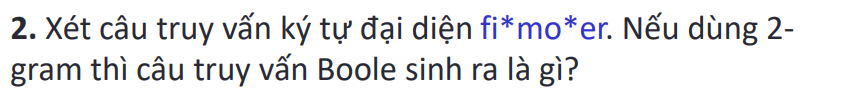 2. Xét câu truy vấn ký tự đại diện fi*mo*er. Nếu dùng 2-
gram thì câu truy vấn Boole sinh ra là gì?